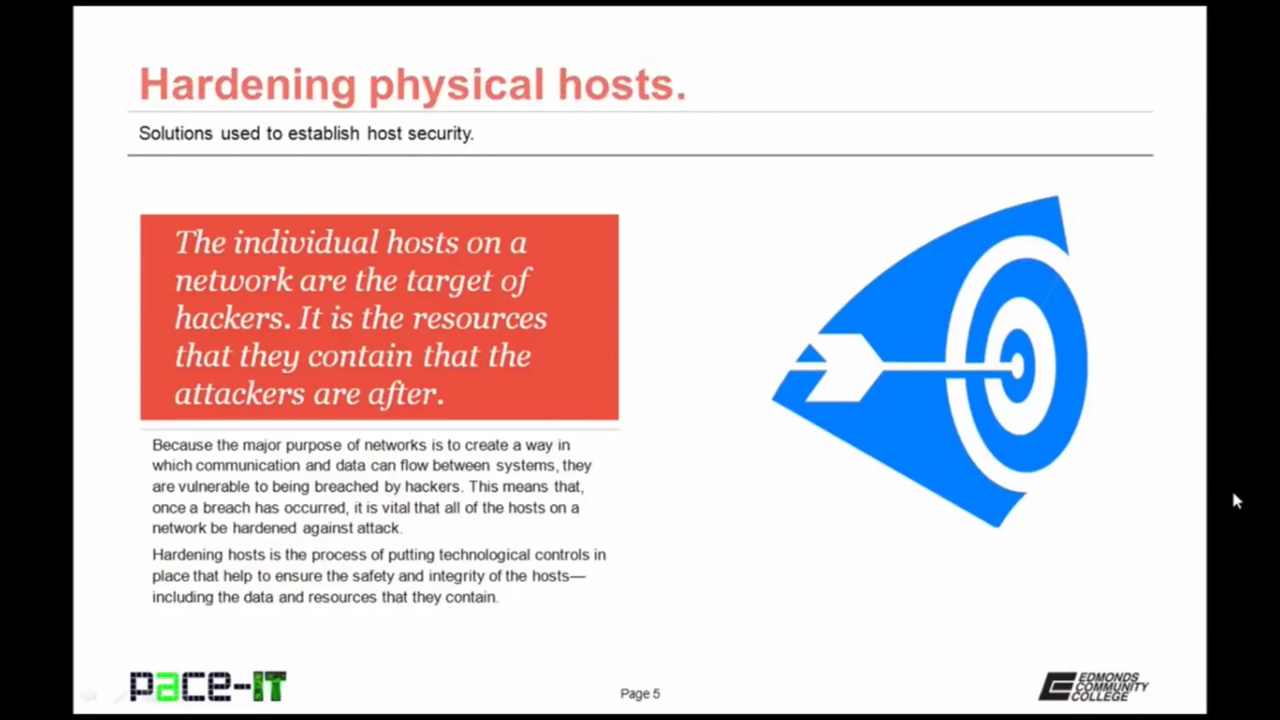 Hardening physical hosts.
Solutions used to establish host security.
The individual hosts on a
network are the target of
hackers. It is the resources
that they contain that the
attackers are after.
Because the major purpose of networks is to create a way in
which communication and data can flow between systems, they
are vulnerable to being breached by hackers. This means that,
once a breach has occurred, it is vital that all of the hosts on a
network be hardened against attack.
Hardening hosts is the process of putting technological controls in
place that help to ensure the safety and integrity of the hosts—
including the data and resources that they contain.
pace-IT
Page 5
EDMONDS
COMMUNITY
COLLEGE